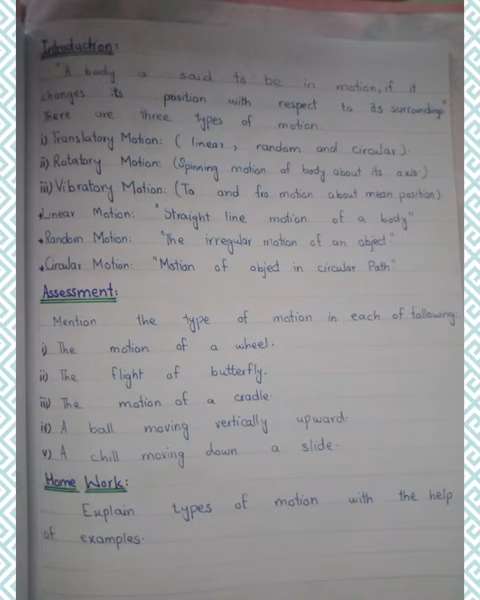 Introduction:
"A body is said to be in motion, if it
changes its position with respect to its surroundings"
There are three types of motion
i) Translatory Motion: ( linear, random and circular).
ii) Rotatory Motion: (Spinning motion of body about its axis.)
iii) Vibratory Motion: (To and fro motion about mean position).
Linear Motion: "Straight line motion of a body"
Random Motion: "The irregular motion of an object"
Circular Motion: "Motion of object in circular Path"
Assessment:
Mention the type of motion in each of following:
i) The motion of a wheel.
ii) The flight of butterfly.
iii) The motion of a cradle.
iv) A ball moving vertically upward.
v) A chill moving down a slide.
Home Work:
Explain types of motion with the help
of examples.